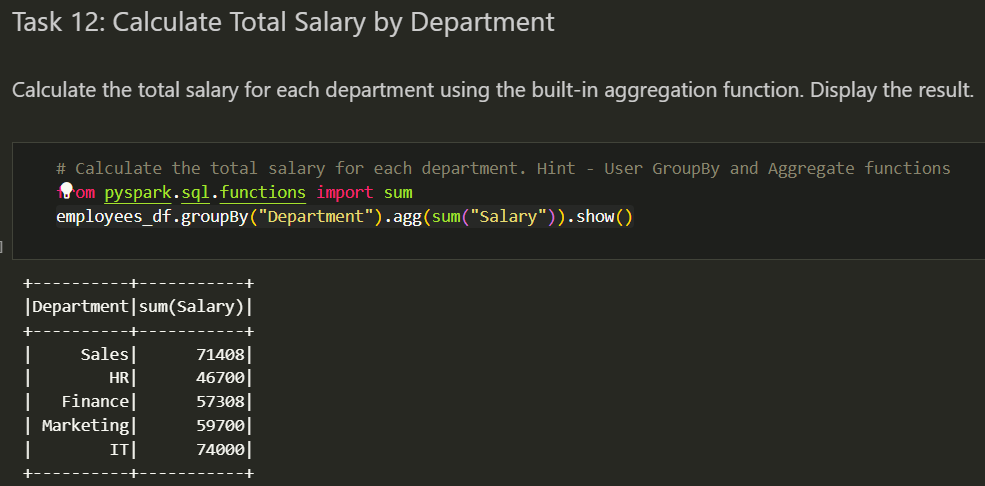 Task 12: Calculate Total Salary by Department
Calculate the total salary for each department using the built-in aggregation function. Display the result.
# Calculate the total salary for each department. Hint - User GroupBy and Aggregate functions
from pyspark.sql.functions import sum
employees_df.groupBy("Department").agg(sum("Salary")).show()
]
+----------+-----------+
|Department|sum(Salary)|
+----------+-----------+
|     Sales|      71408|
|        HR|      46700|
|   Finance|      57308|
| Marketing|      59700|
|        IT|      74000|
+----------+-----------+